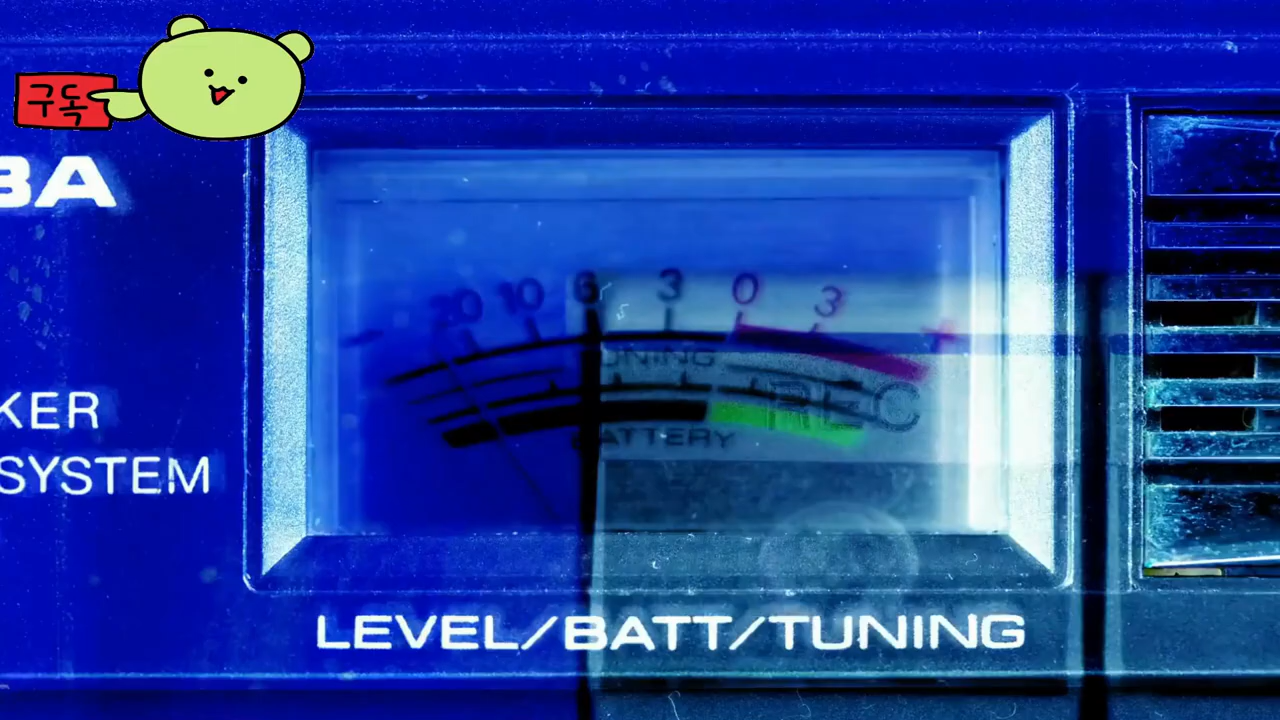 구독
BA
KER
SYSTEM
20 10 6 3 0 3 +
TUNING
REC
BATTERY
LEVEL/BATT/TUNING